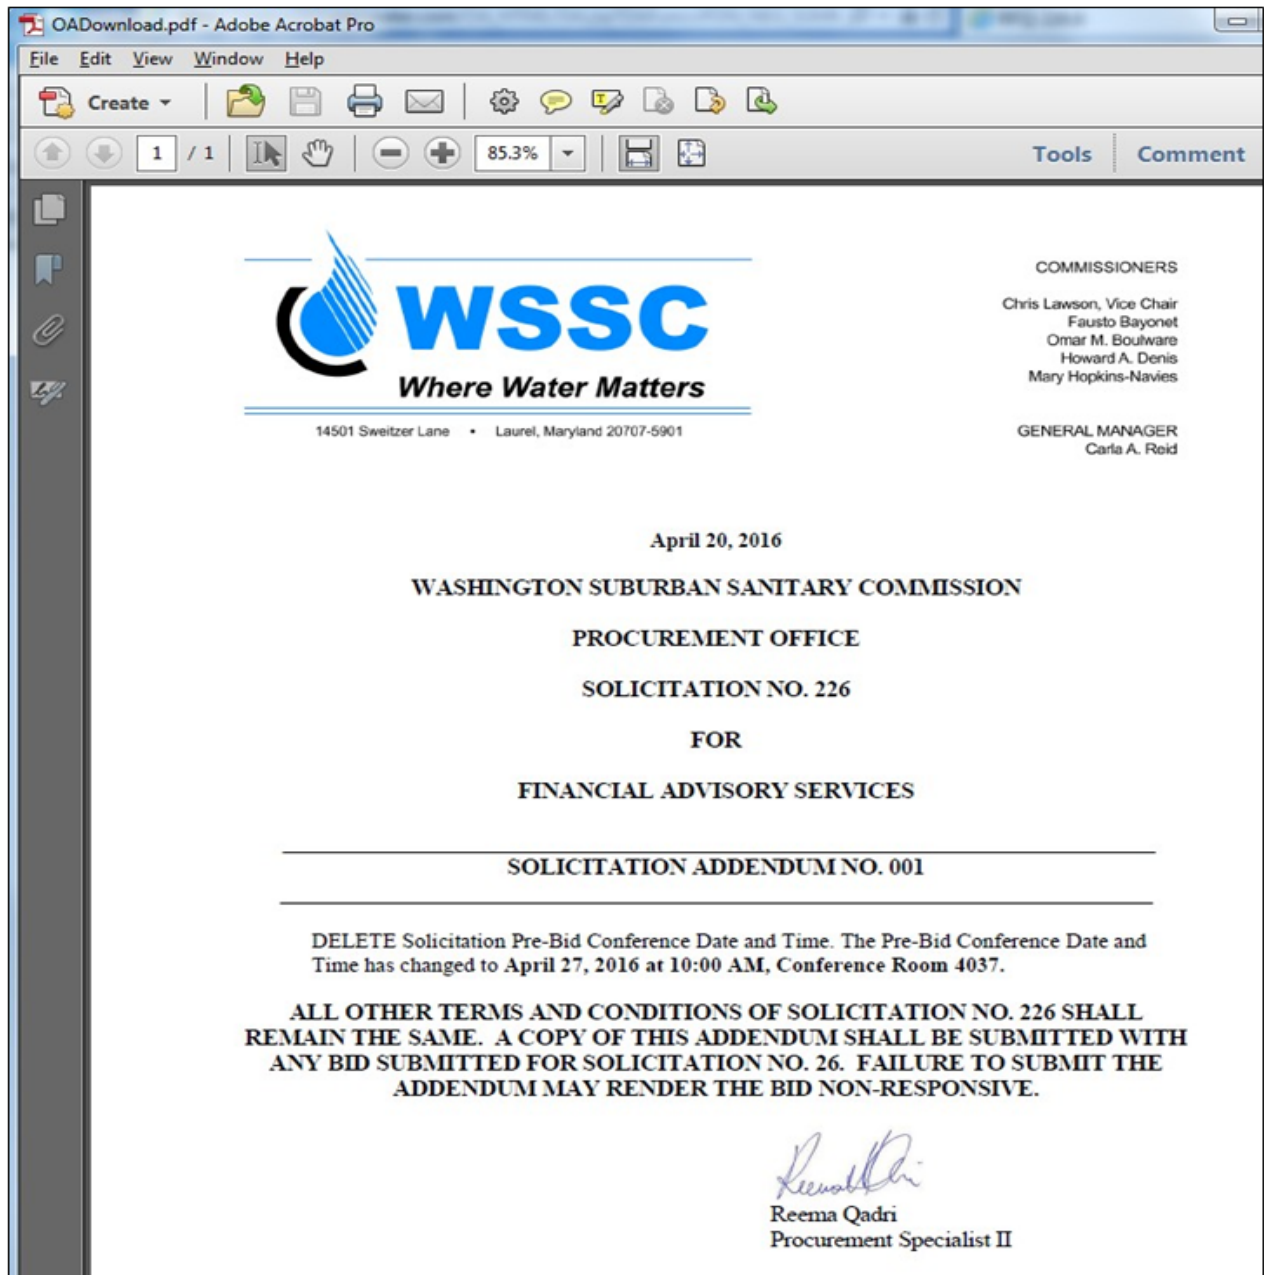 OADownload.pdf - Adobe Acrobat Pro
File Edit View Window Help
Create
1 / 1 85.3% Tools Comment
WSSC
Where Water Matters
14501 Sweitzer Lane • Laurel, Maryland 20707-5901
COMMISSIONERS
Chris Lawson, Vice Chair
Fausto Bayonet
Omar M. Boulware
Howard A. Denis
Mary Hopkins-Navies
GENERAL MANAGER
Carla A. Reid
April 20, 2016
WASHINGTON SUBURBAN SANITARY COMMISSION
PROCUREMENT OFFICE
SOLICITATION NO. 226
FOR
FINANCIAL ADVISORY SERVICES
SOLICITATION ADDENDUM NO. 001
DELETE Solicitation Pre-Bid Conference Date and Time. The Pre-Bid Conference Date and
Time has changed to April 27, 2016 at 10:00 AM, Conference Room 4037.
ALL OTHER TERMS AND CONDITIONS OF SOLICITATION NO. 226 SHALL
REMAIN THE SAME. A COPY OF THIS ADDENDUM SHALL BE SUBMITTED WITH
ANY BID SUBMITTED FOR SOLICITATION NO. 26. FAILURE TO SUBMIT THE
ADDENDUM MAY RENDER THE BID NON-RESPONSIVE.
Reema Qadri
Procurement Specialist II